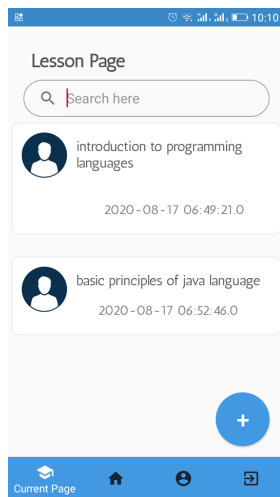 10:10
Lesson Page
Search here
introduction to programming
languages
2020-08-17 06:49:21.0
basic principles of java language
2020-08-17 06:52:46.0
+
Current Page